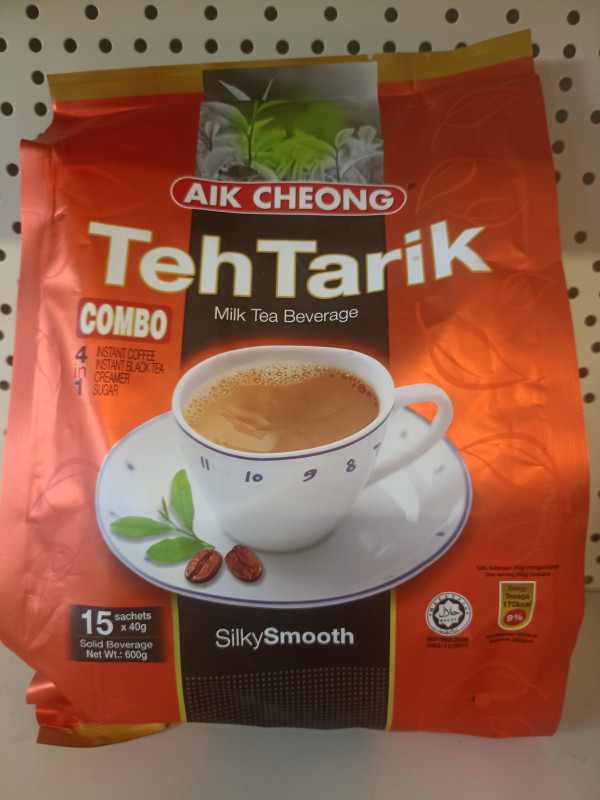 AIK CHEONG
TehTarik
Milk Tea Beverage
COMBO
4 in 1
INSTANT COFFEE
INSTANT BLACK TEA
CREAMER
SUGAR
11 10 9 8
15 sachets x 40g
Solid Beverage
Net Wt.: 600g
SilkySmooth
Energy
Tenaga
170kcal
9%